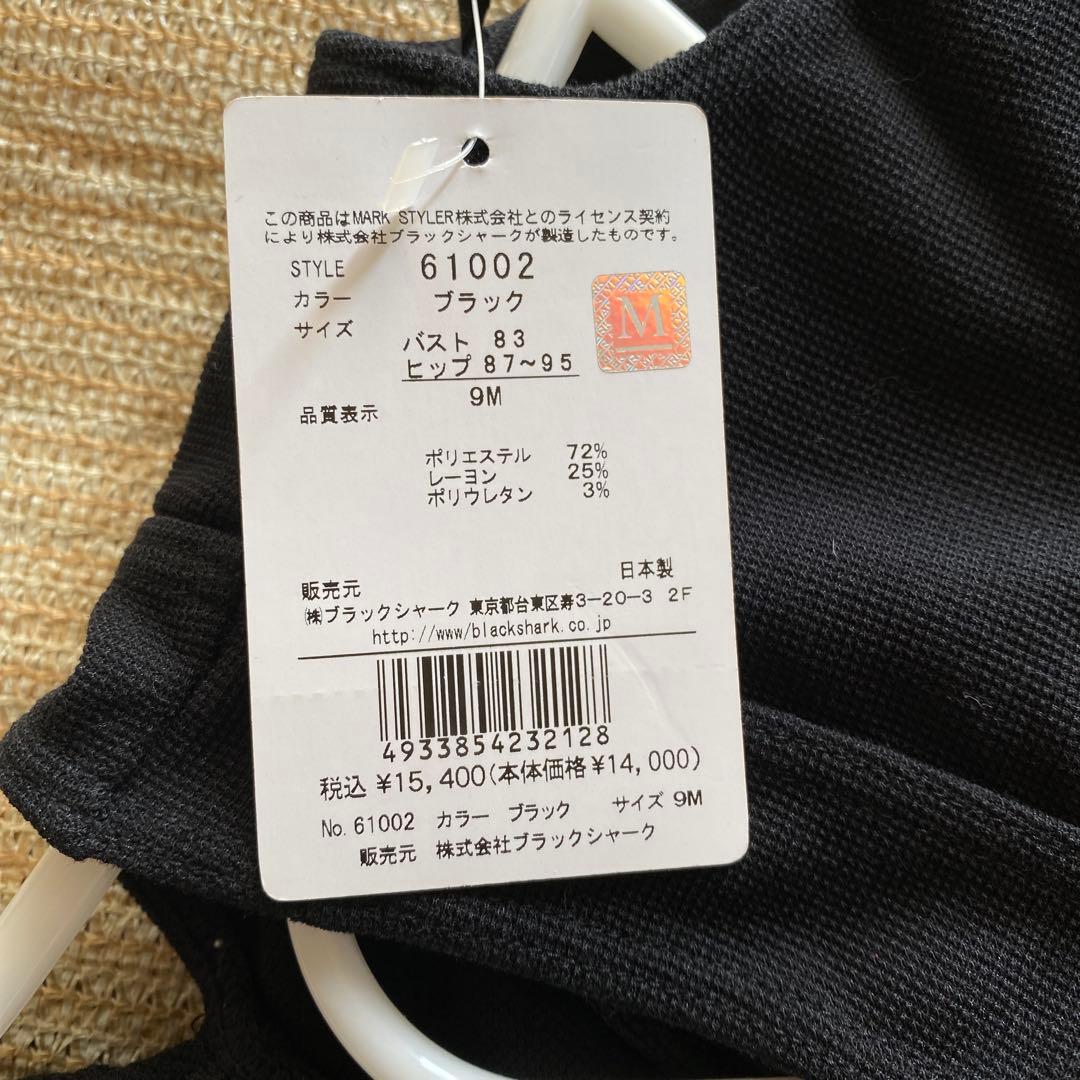 この商品はMARK STYLER株式会社とのライセンス契約
により株式会社ブラックシャークが製造したものです。
STYLE 61002
カラー ブラック
サイズ バスト 83
ヒップ 87~95
9M
M
品質表示
ポリエステル 72%
レーヨン 25%
ポリウレタン 3%
日本製
販売元
㈱ブラックシャーク 東京都台東区寿3-20-3 2F
http://www/blackshark.co.jp
4933854232128
税込 ¥15,400(本体価格¥14,000)
No.61002 カラー ブラック サイズ 9M
販売元 株式会社ブラックシャーク